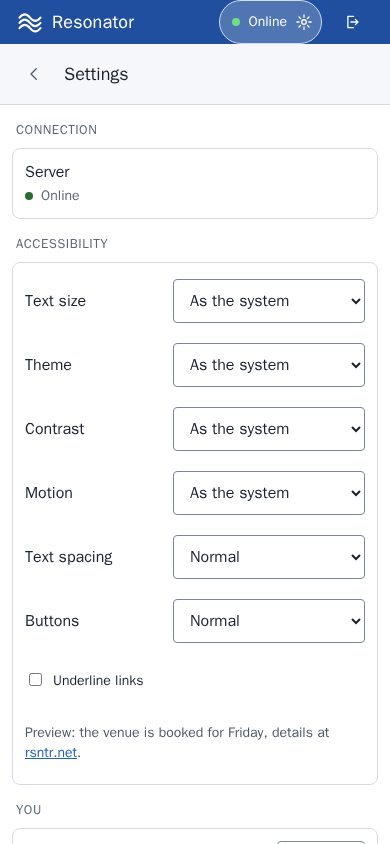 Resonator
Online
Settings
CONNECTION
Server
Online
ACCESSIBILITY
Text size
As the system
Theme
As the system
Contrast
As the system
Motion
As the system
Text spacing
Normal
Buttons
Normal
Underline links
Preview: the venue is booked for Friday, details at
rsntr.net.
YOU